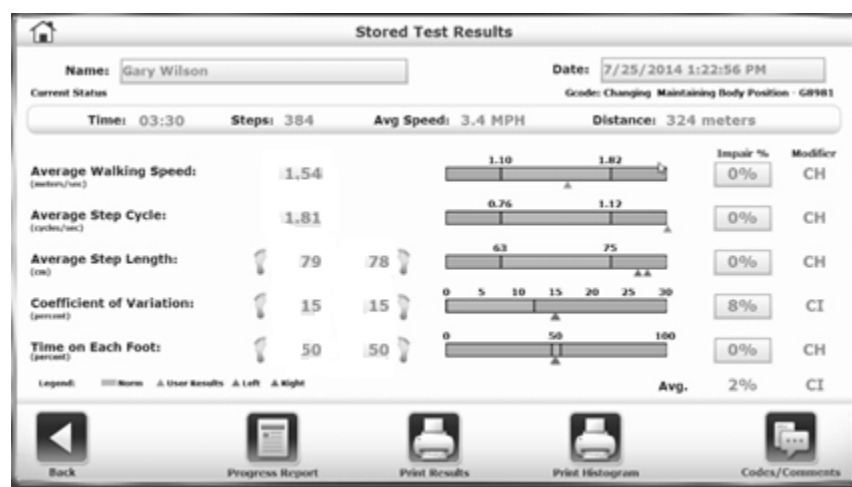 Stored Test Results
Name: Gary Wilson Date: 7/25/2014 1:22:56 PM
Current Status Gcode: Changing Maintaining Body Position - G8981
Time: 03:30 Steps: 384 Avg Speed: 3.4 MPH Distance: 324 meters
Impair % Modifier
1.10 1.82
Average Walking Speed: 1.54 0% CH
(meters/sec)
0.76 1.12
Average Step Cycle: 1.81 0% CH
(cycles/sec)
63 75
Average Step Length: 79 78 0% CH
(cm)
0 5 10 15 20 25 30
Coefficient of Variation: 15 15 8% CI
(percent)
0 50 100
Time on Each Foot: 50 50 0% CH
(percent)
Legend: Norm User Results Left Right Avg. 2% CI
Back Progress Report Print Results Print Histogram Codes/Comments